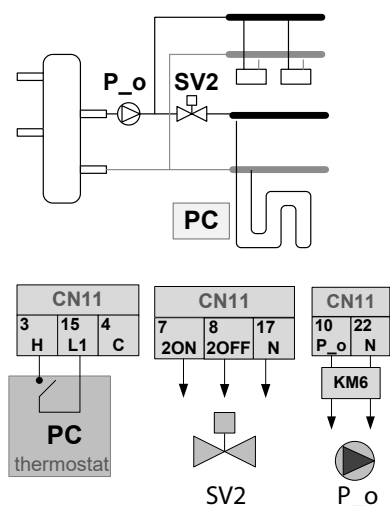 P_o SV2
PC
CN11
3 15 4
H L1 C
PC
thermostat
CN11
7 8 17
2ON 2OFF N
SV2
CN11
10 22
P_o N
KM6
P_o